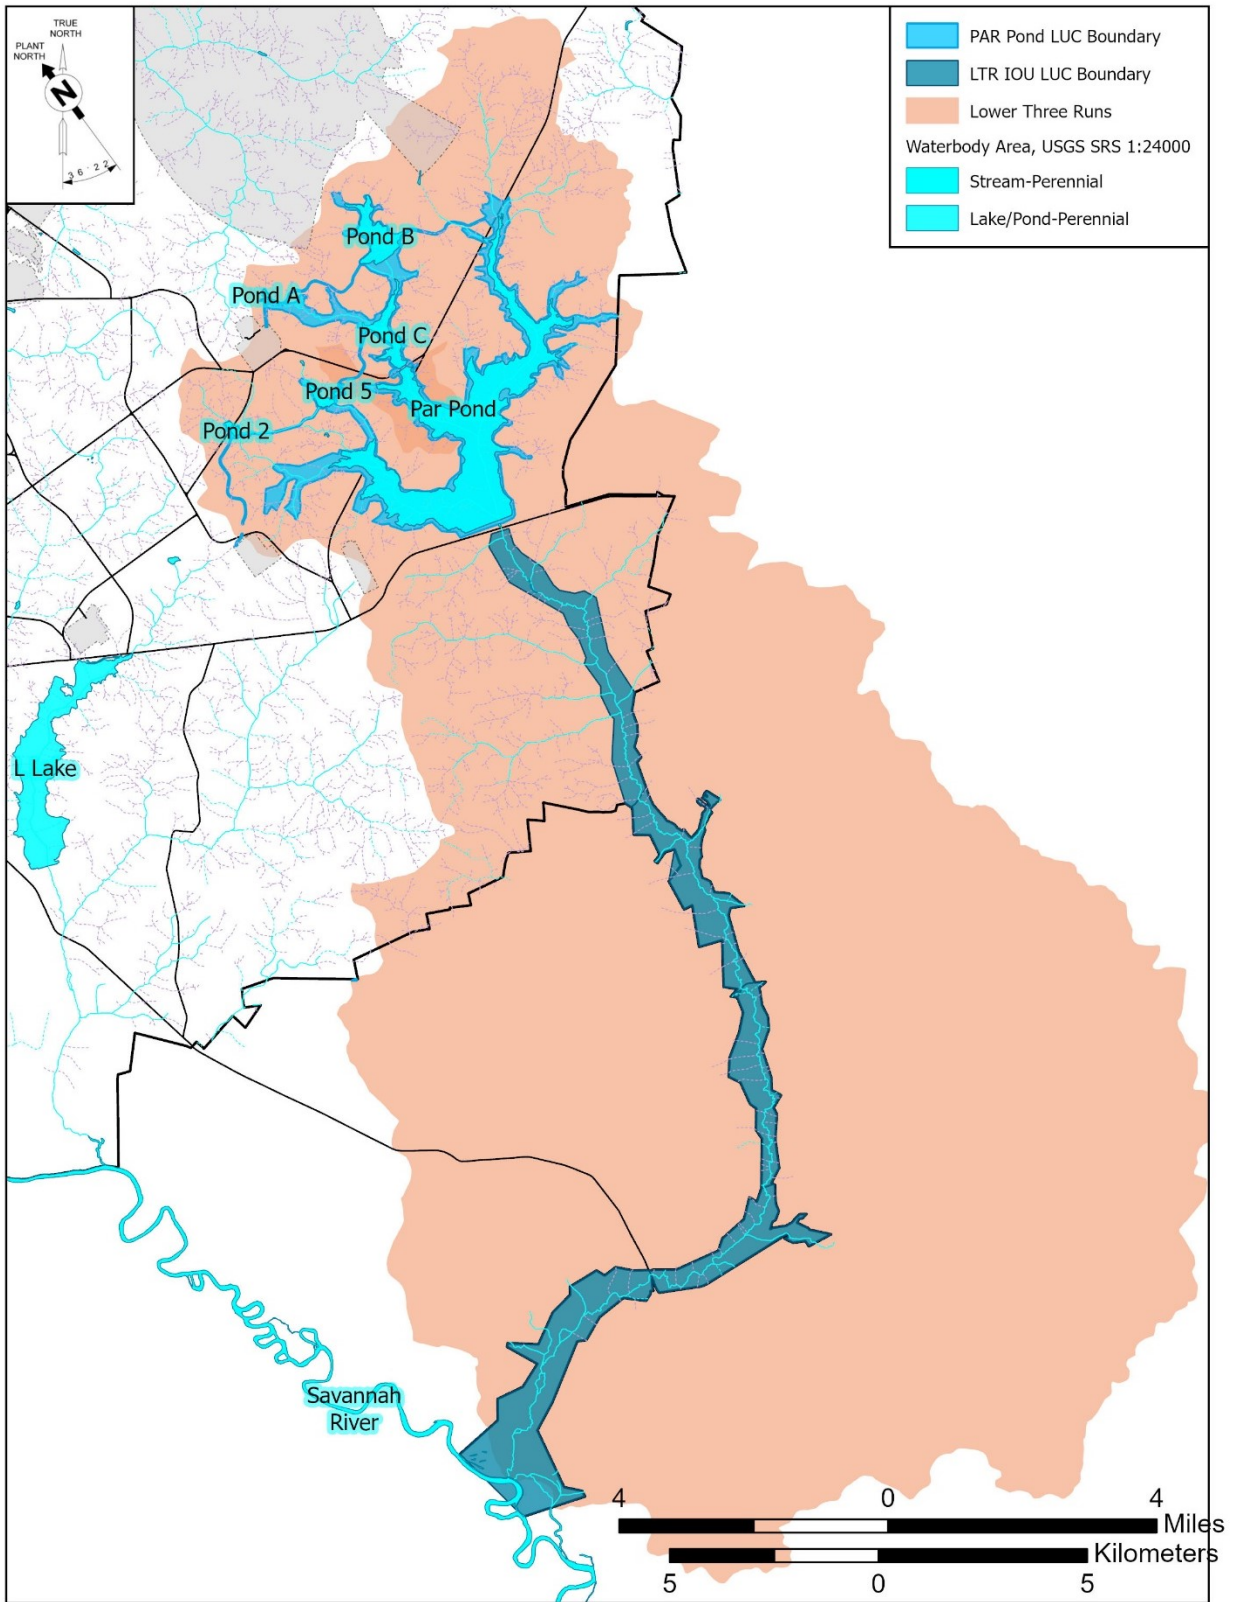 TRUE
NORTH
PLANT
NORTH
N
36·22
PAR Pond LUC Boundary
LTR IOU LUC Boundary
Lower Three Runs
Waterbody Area, USGS SRS 1:24000
Stream-Perennial
Lake/Pond-Perennial
Pond B
Pond A
Pond C
Pond 5
Par Pond
Pond 2
L Lake
Savannah
River
4 0 4
Miles
Kilometers
5 0 5